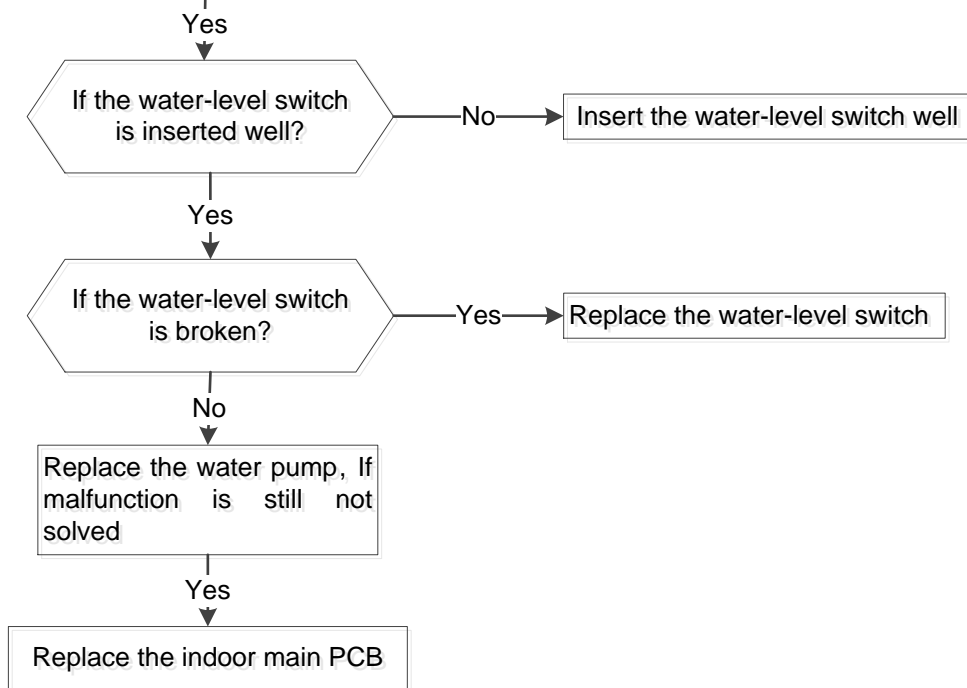 Yes
If the water-level switch
is inserted well?
No
Insert the water-level switch well
Yes
If the water-level switch
is broken?
Yes
Replace the water-level switch
No
Replace the water pump, If
malfunction is still not
solved
Yes
Replace the indoor main PCB